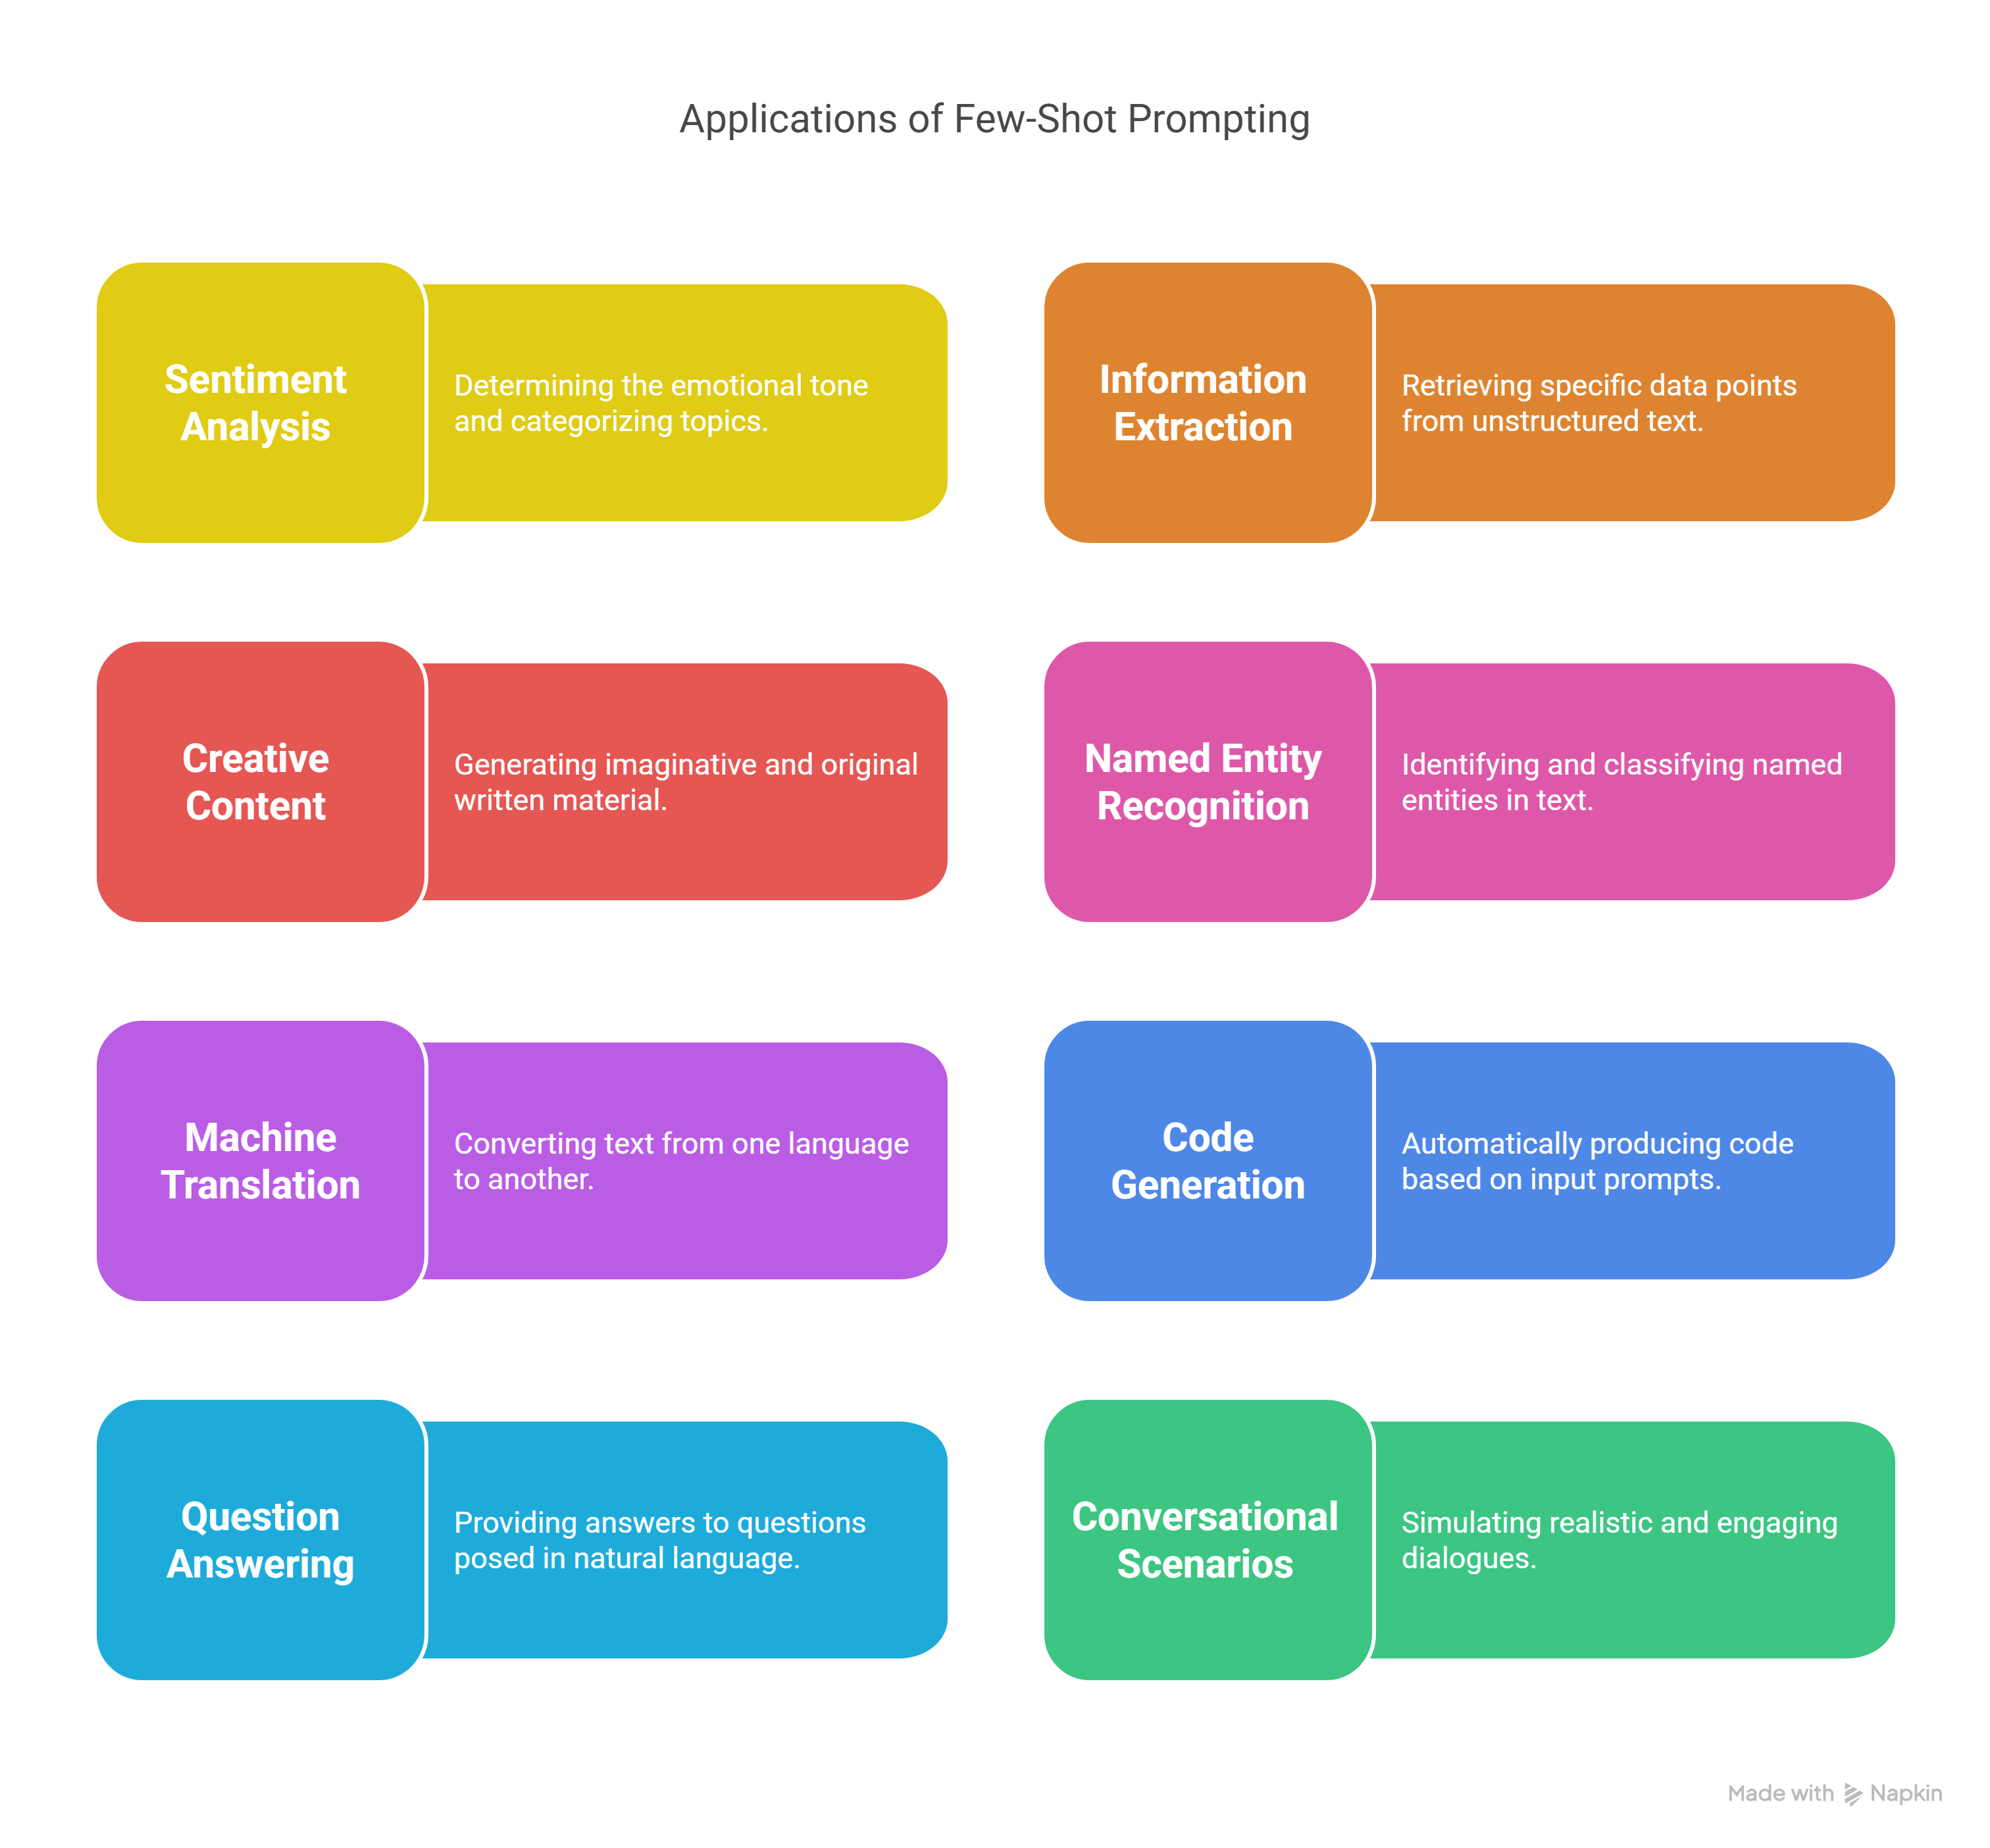 Applications of Few-Shot Prompting
Sentiment
Analysis
Determining the emotional tone
and categorizing topics.
Information
Extraction
Retrieving specific data points
from unstructured text.
Creative
Content
Generating imaginative and original
written material.
Named Entity
Recognition
Identifying and classifying named
entities in text.
Machine
Translation
Converting text from one language
to another.
Code
Generation
Automatically producing code
based on input prompts.
Question
Answering
Providing answers to questions
posed in natural language.
Conversational
Scenarios
Simulating realistic and engaging
dialogues.
Made with Napkin